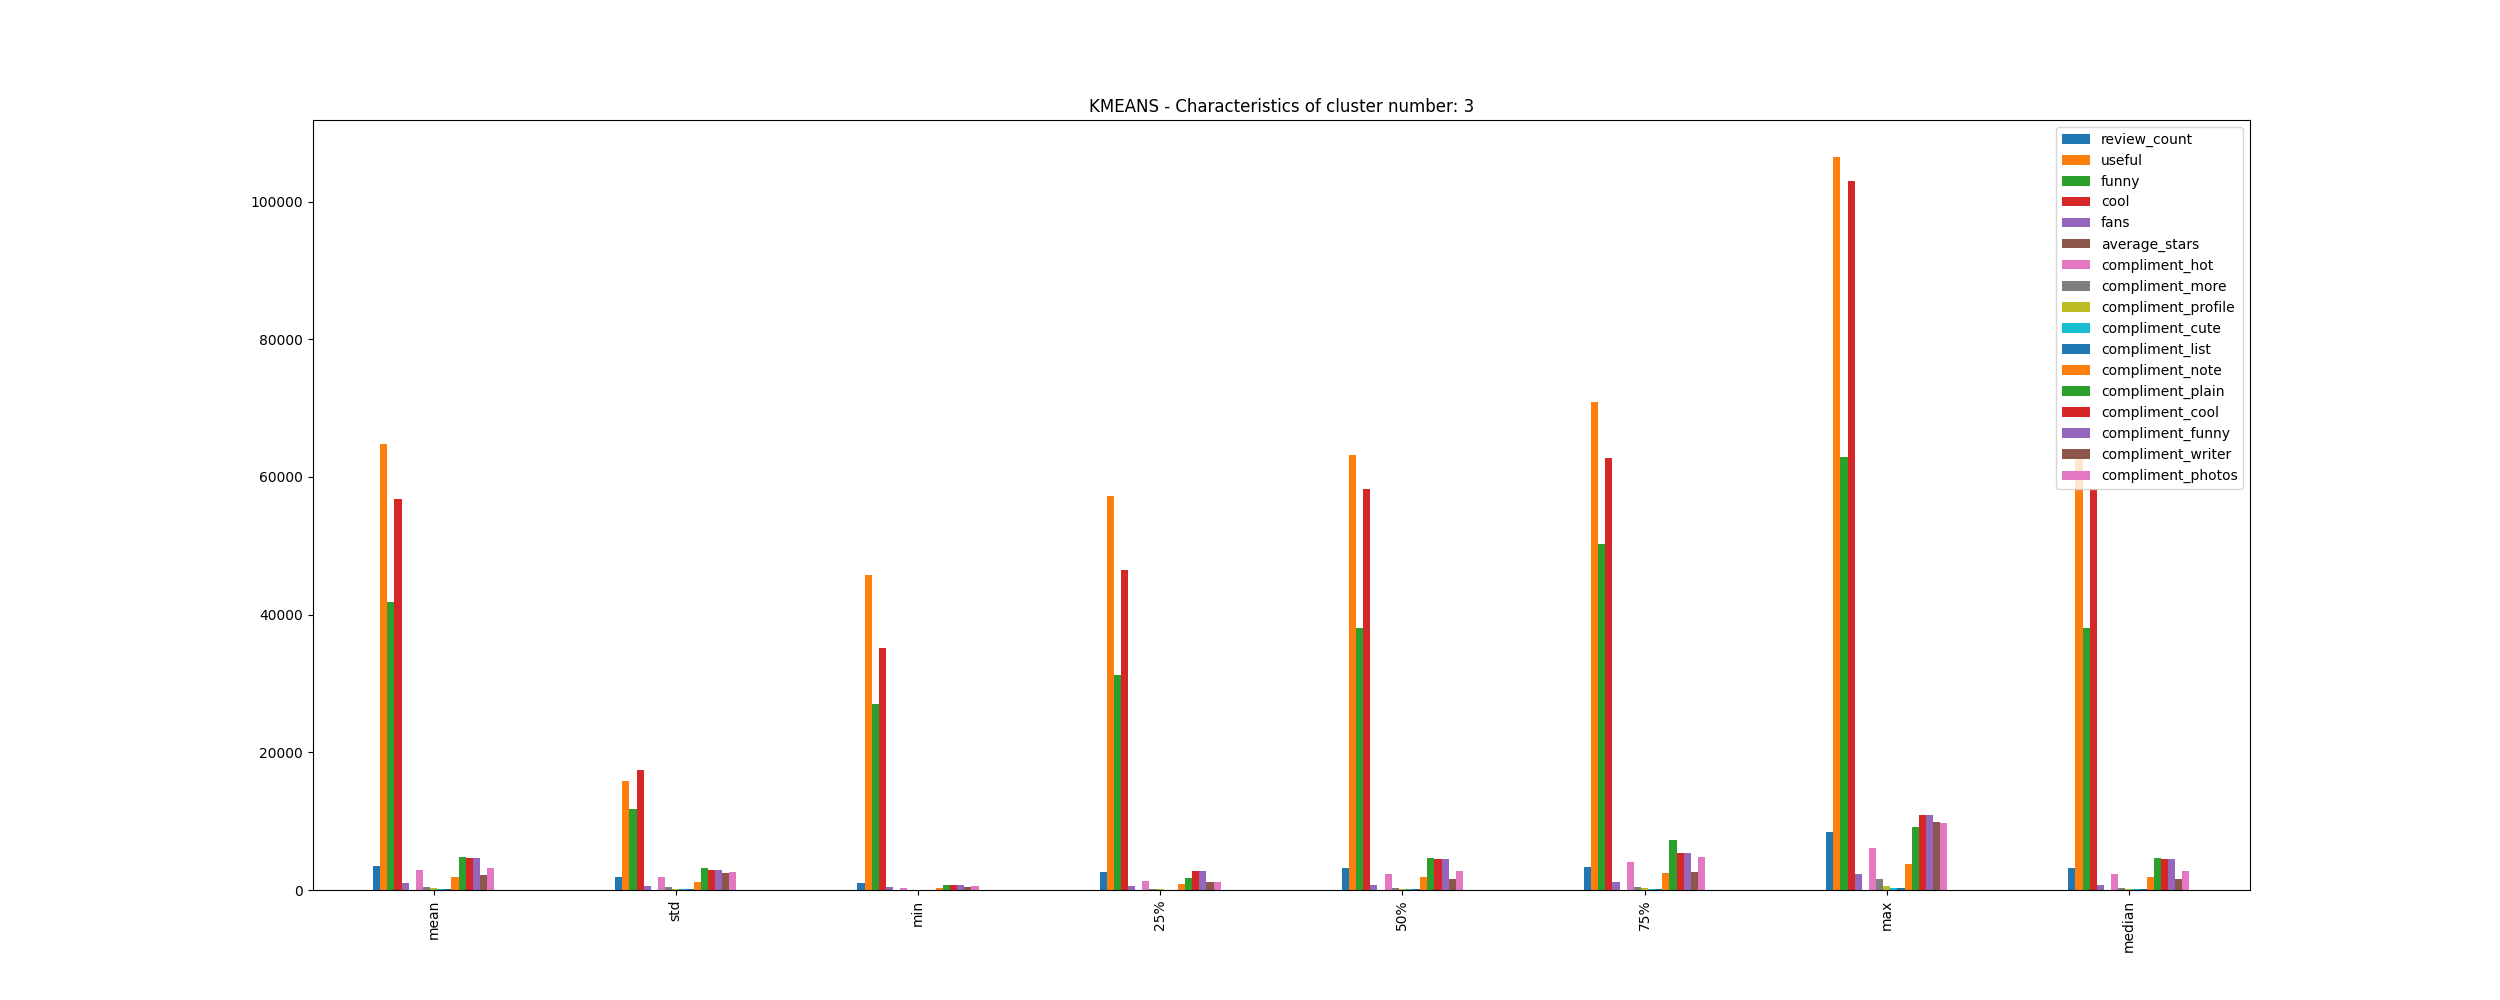 KMEANS - Characteristics of cluster number: 3
100000
80000
60000
40000
20000
0
review_count
useful
funny
cool
fans
average_stars
compliment_hot
compliment_more
compliment_profile
compliment_cute
compliment_list
compliment_note
compliment_plain
compliment_cool
compliment_funny
compliment_writer
compliment_photos
mean
std
min
25%
50%
75%
max
median